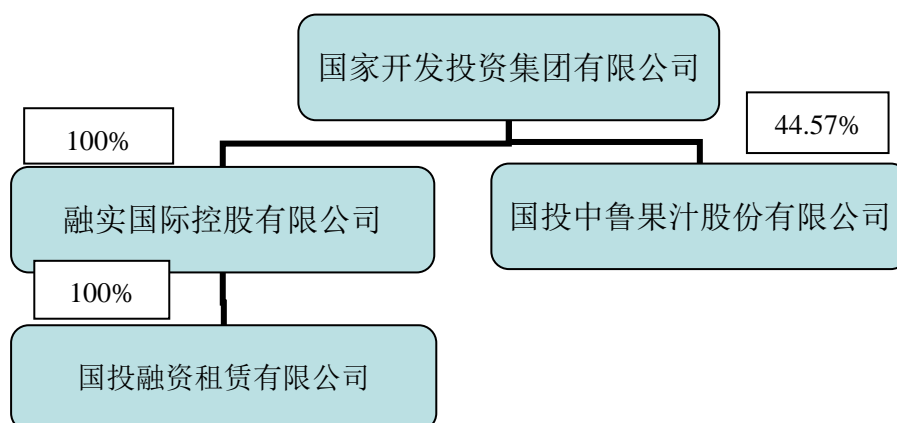 国家开发投资集团有限公司
100%
44.57%
融实国际控股有限公司
国投中鲁果汁股份有限公司
100%
国投融资租赁有限公司